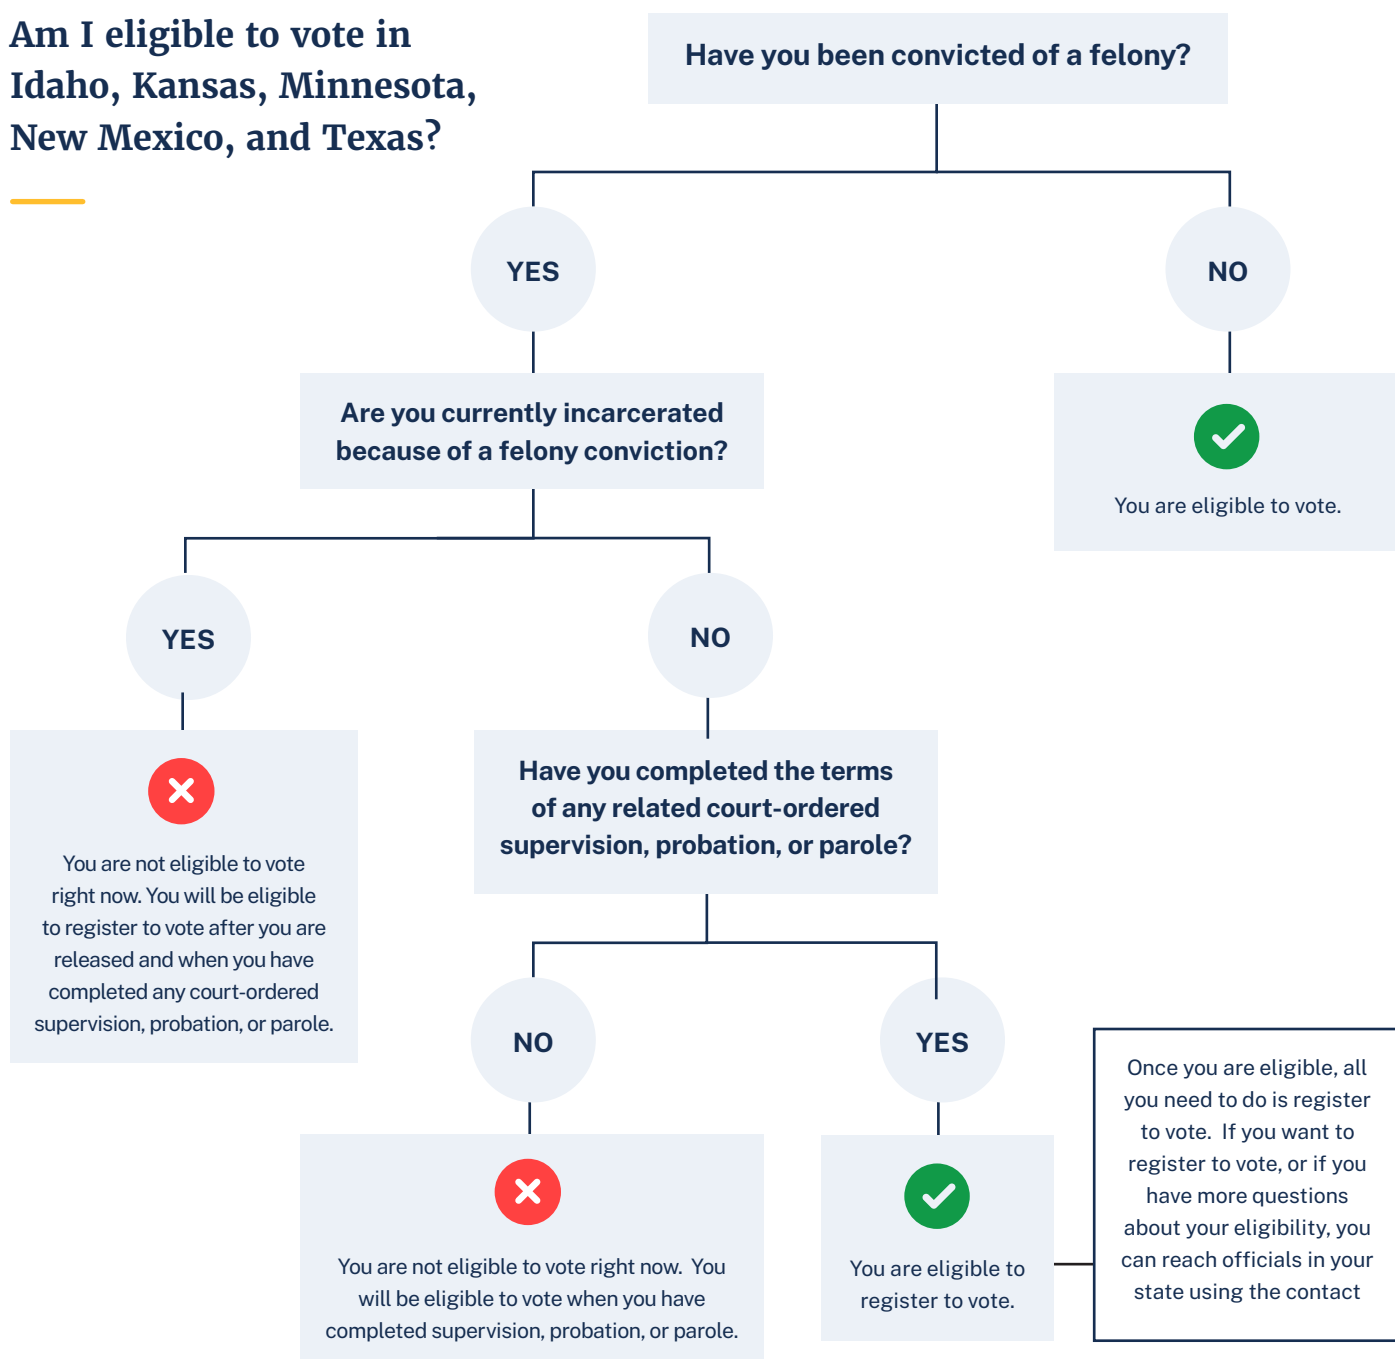 Am I eligible to vote in
Idaho, Kansas, Minnesota,
New Mexico, and Texas?
Have you been convicted of a felony?
YES
NO
Are you currently incarcerated
because of a felony conviction?
You are eligible to vote.
YES
NO
You are not eligible to vote
right now. You will be eligible
to register to vote after you are
released and when you have
completed any court-ordered
supervision, probation, or parole.
Have you completed the terms
of any related court-ordered
supervision, probation, or parole?
NO
YES
You are not eligible to vote right now.  You
will be eligible to vote when you have
completed supervision, probation, or parole.
You are eligible to
register to vote.
Once you are eligible, all
you need to do is register
to vote.  If you want to
register to vote, or if you
have more questions
about your eligibility, you
can reach officials in your
state using the contact